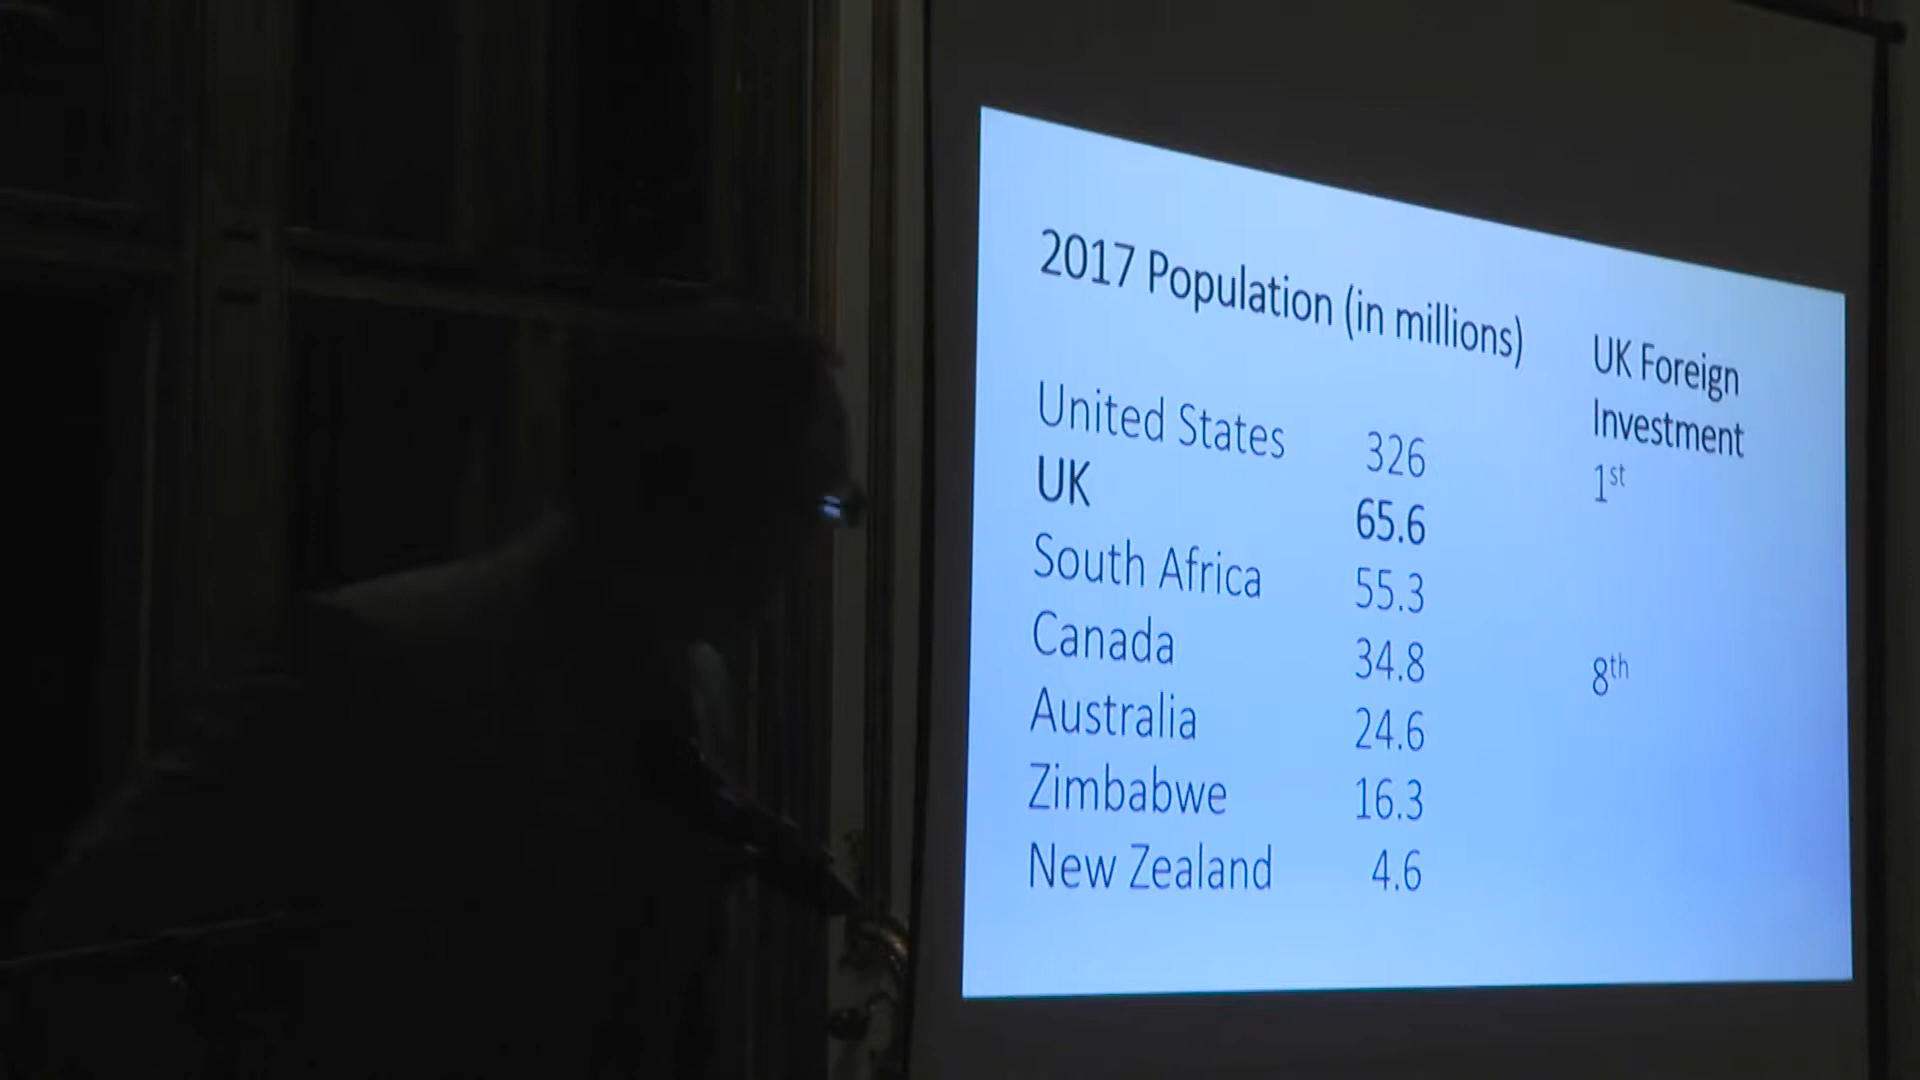 2017 Population (in millions)
UK Foreign
Investment
United States 326 1st
UK 65.6
South Africa 55.3
Canada 34.8 8th
Australia 24.6
Zimbabwe 16.3
New Zealand 4.6